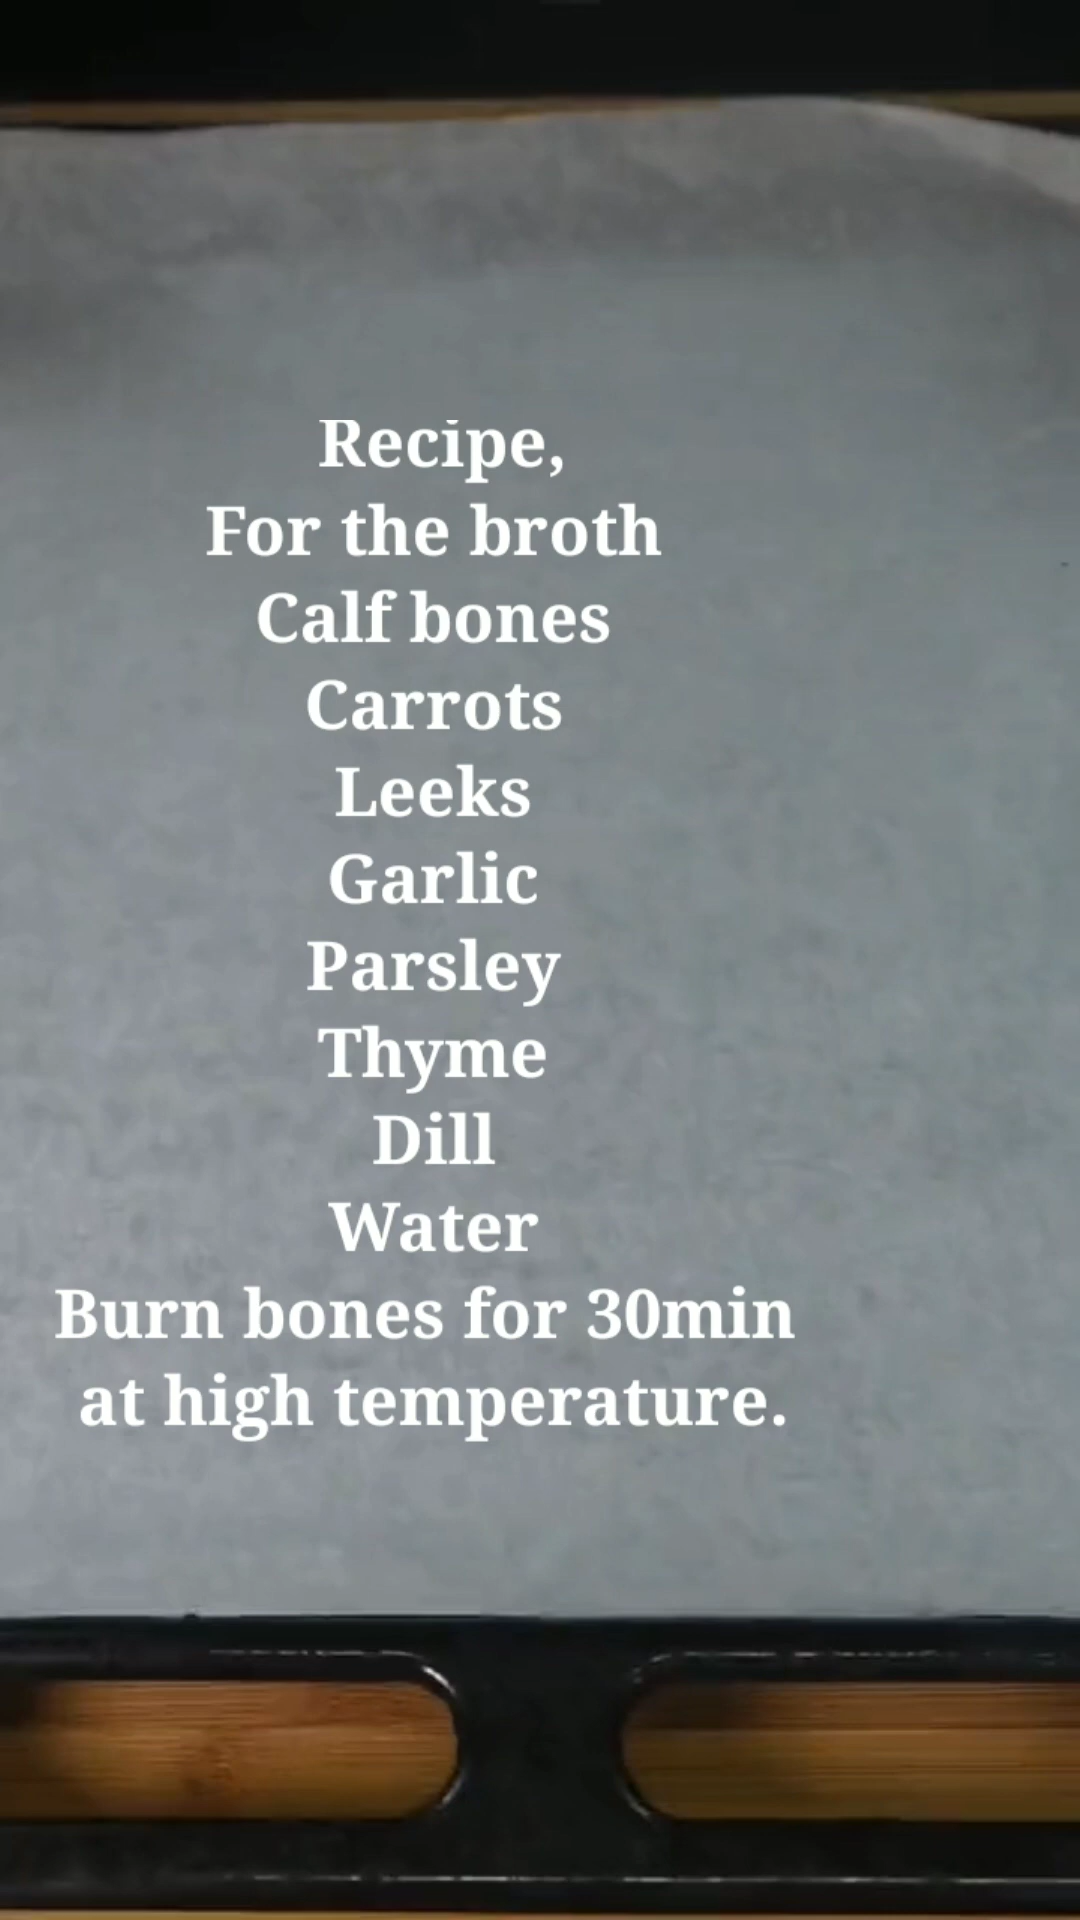 Recipe,
For the broth
Calf bones
Carrots
Leeks
Garlic
Parsley
Thyme
Dill
Water
Burn bones for 30min
at high temperature.